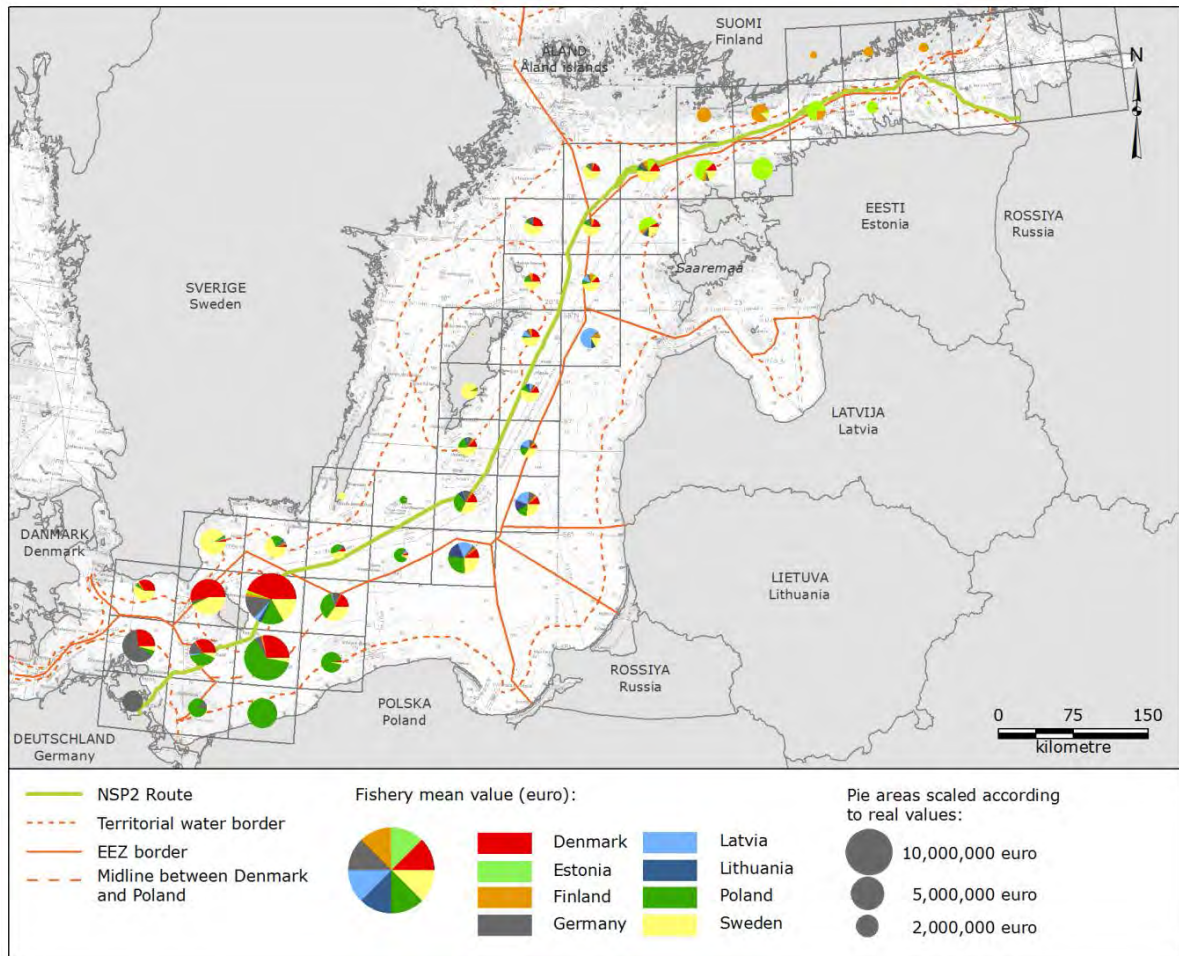 SUOMI
Finland
ÅLAND
Åland islands
N
EESTI
Estonia
ROSSIYA
Russia
Saaremaa
SVERIGE
Sweden
LATVIJA
Latvia
DANMARK
Denmark
LIETUVA
Lithuania
ROSSIYA
Russia
POLSKA
Poland
DEUTSCHLAND
Germany
0 75 150
kilometre
NSP2 Route
Territorial water border
EEZ border
Midline between Denmark
and Poland
Fishery mean value (euro):
Denmark
Estonia
Finland
Germany
Latvia
Lithuania
Poland
Sweden
Pie areas scaled according
to real values:
10,000,000 euro
5,000,000 euro
2,000,000 euro